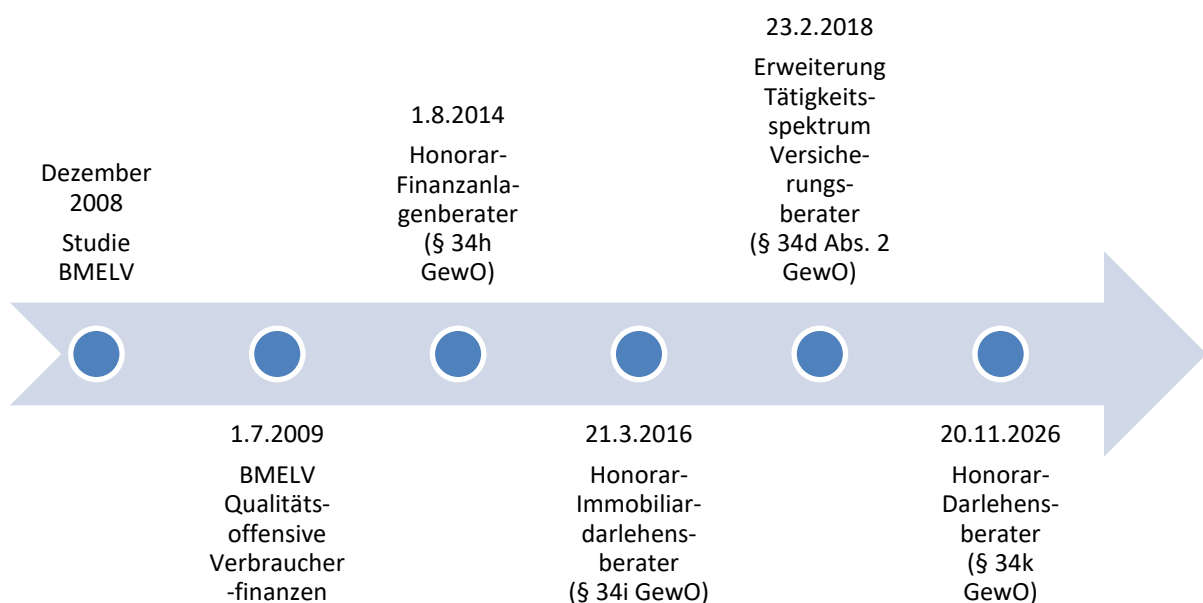 Dezember
2008
Studie
BMELV
1.7.2009
BMELV
Qualitäts-
offensive
Verbraucher
-finanzen
1.8.2014
Honorar-
Finanzanla-
genberater
(§ 34h
GewO)
21.3.2016
Honorar-
Immobiliar-
darlehens-
berater
(§ 34i GewO)
23.2.2018
Erweiterung
Tätigkeits-
spektrum
Versiche-
rungs-
berater
(§ 34d Abs. 2
GewO)
20.11.2026
Honorar-
Darlehens-
berater
(§ 34k
GewO)